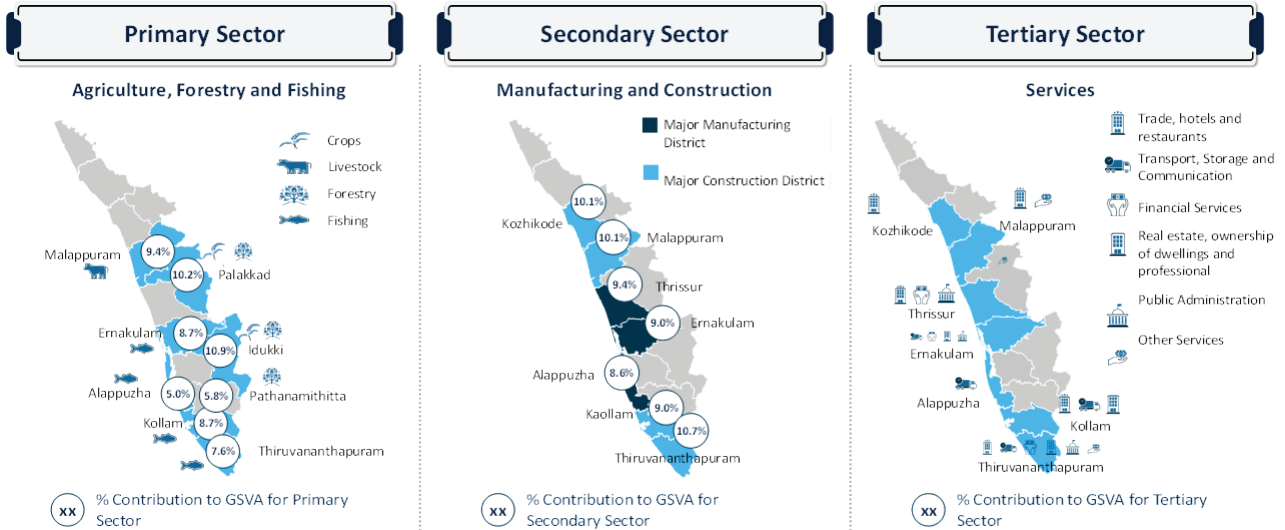 Primary Sector
Agriculture, Forestry and Fishing
Crops
Livestock
Forestry
Fishing
Malappuram
9.4%
10.2%
Palakkad
Ernakulam
8.7%
10.9%
Idukki
Alappuzha
5.0%
5.8%
Pathanamithitta
Kollam
8.7%
7.6%
Thiruvananthapuram
xx
% Contribution to GSVA for Primary
Sector
Secondary Sector
Manufacturing and Construction
Major Manufacturing
District
Major Construction District
10.1%
Kozhikode
10.1%
Malappuram
9.4%
Thrissur
9.0%
Ernakulam
Alappuzha
8.6%
Kaollam
9.0%
10.7%
Thiruvananthapuram
xx
% Contribution to GSVA for
Secondary Sector
Tertiary Sector
Services
Trade, hotels and
restaurants
Transport, Storage and
Communication
Financial Services
Real estate, ownership
of dwellings and
professional
Public Administration
Other Services
Kozhikode
Malappuram
Thrissur
Ernakulam
Alappuzha
Kollam
Thiruvananthapuram
xx
% Contribution to GSVA for Tertiary
Sector